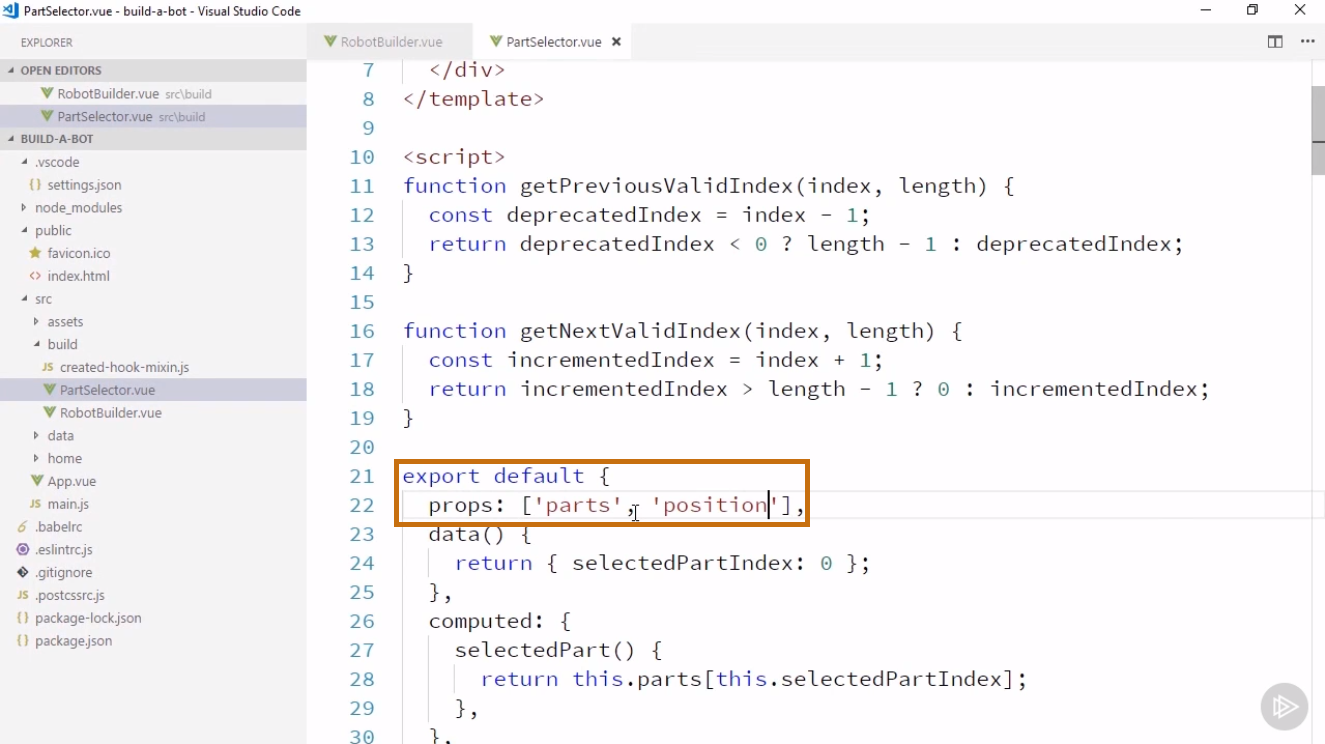 PartSelector.vue - build-a-bot - Visual Studio Code
EXPLORER
OPEN EDITORS
RobotBuilder.vue src\build
PartSelector.vue src\build
BUILD-A-BOT
.vscode
{} settings.json
node_modules
public
favicon.ico
<> index.html
src
assets
build
JS created-hook-mixin.js
PartSelector.vue
RobotBuilder.vue
data
home
App.vue
JS main.js
.babelrc
.eslintrc.js
.gitignore
JS .postcssrc.js
{} package-lock.json
{} package.json
RobotBuilder.vue PartSelector.vue
7 </div>
8 </template>
9
10 <script>
11 function getPreviousValidIndex(index, length) {
12 const deprecatedIndex = index - 1;
13 return deprecatedIndex < 0 ? length - 1 : deprecatedIndex;
14 }
15
16 function getNextValidIndex(index, length) {
17 const incrementedIndex = index + 1;
18 return incrementedIndex > length - 1 ? 0 : incrementedIndex;
19 }
20
21 export default {
22 props: ['parts', 'position'],
23 data() {
24 return { selectedPartIndex: 0 };
25 },
26 computed: {
27 selectedPart() {
28 return this.parts[this.selectedPartIndex];
29 },
30 },